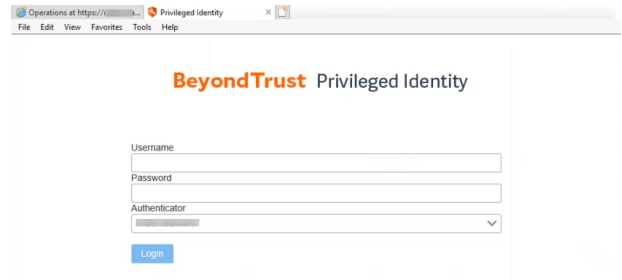 Operations at https://
Privileged Identity
File Edit View Favorites Tools Help
BeyondTrust Privileged Identity
Username
Password
Authenticator
Login